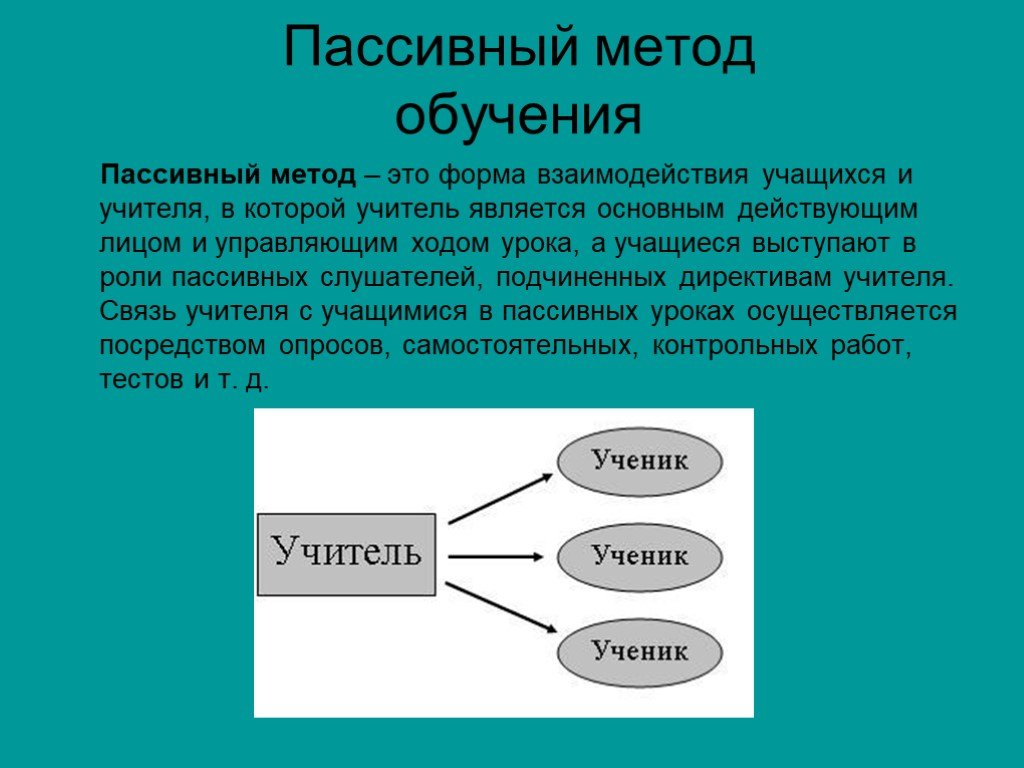 Пассивный метод
обучения
Пассивный метод – это форма взаимодействия учащихся и
учителя, в которой учитель является основным действующим
лицом и управляющим ходом урока, а учащиеся выступают в
роли пассивных слушателей, подчиненных директивам учителя.
Связь учителя с учащимися в пассивных уроках осуществляется
посредством опросов, самостоятельных, контрольных работ,
тестов и т. д.
Ученик
Учитель
Ученик
Ученик